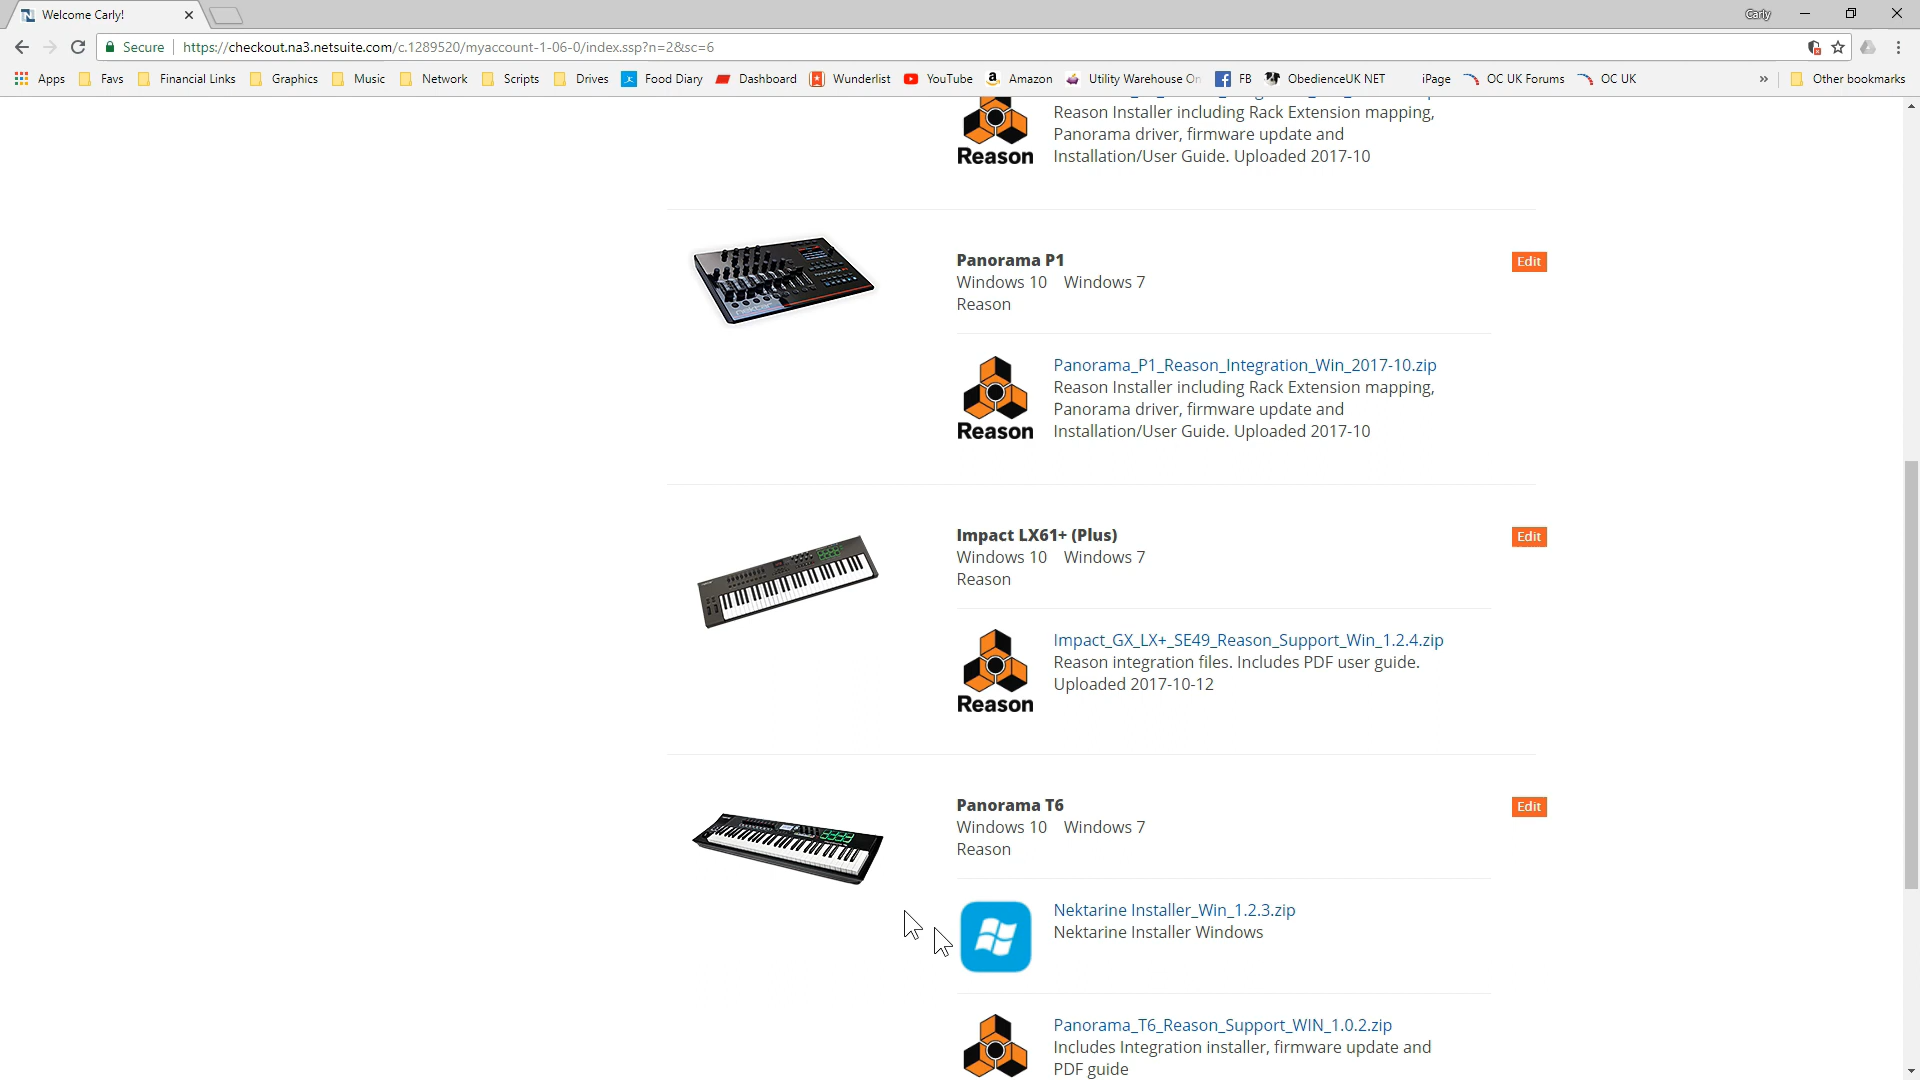 Welcome Carly!
Carly
Secure https://checkout.na3.netsuite.com/c.1289520/myaccount-1-06-0/index.ssp?n=2&sc=6
Apps Favs Financial Links Graphics Music Network Scripts Drives Food Diary Dashboard Wunderlist YouTube Amazon Utility Warehouse On FB ObedienceUK NET iPage OC UK Forums OC UK » Other bookmarks
Reason Installer including Rack Extension mapping,
Panorama driver, firmware update and
Installation/User Guide. Uploaded 2017-10
Reason
Panorama P1
Edit
Windows 10 Windows 7
Reason
Panorama_P1_Reason_Integration_Win_2017-10.zip
Reason Installer including Rack Extension mapping,
Panorama driver, firmware update and
Installation/User Guide. Uploaded 2017-10
Reason
Impact LX61+ (Plus)
Edit
Windows 10 Windows 7
Reason
Impact_GX_LX+_SE49_Reason_Support_Win_1.2.4.zip
Reason integration files. Includes PDF user guide.
Uploaded 2017-10-12
Reason
Panorama T6
Edit
Windows 10 Windows 7
Reason
Nektarine Installer_Win_1.2.3.zip
Nektarine Installer Windows
Panorama_T6_Reason_Support_WIN_1.0.2.zip
Includes Integration installer, firmware update and
PDF guide